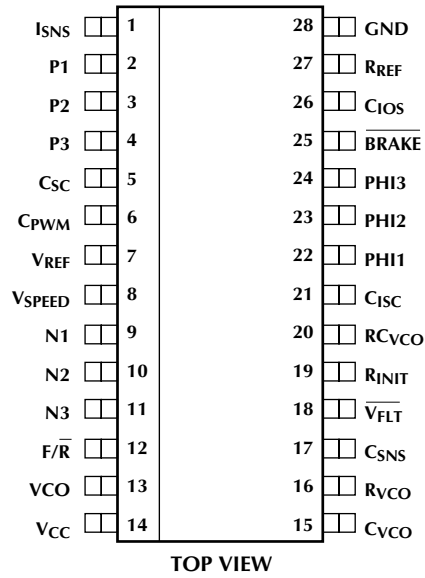 ISNS 1 28 GND
P1 2 27 RREF
P2 3 26 CIOS
P3 4 25 BRAKE
CSC 5 24 PHI3
CPWM 6 23 PHI2
VREF 7 22 PHI1
VSPEED 8 21 CISC
N1 9 20 RCVCO
N2 10 19 RINIT
N3 11 18 VFLT
F/R 12 17 CSNS
VCO 13 16 RVCO
VCC 14 15 CVCO
TOP VIEW